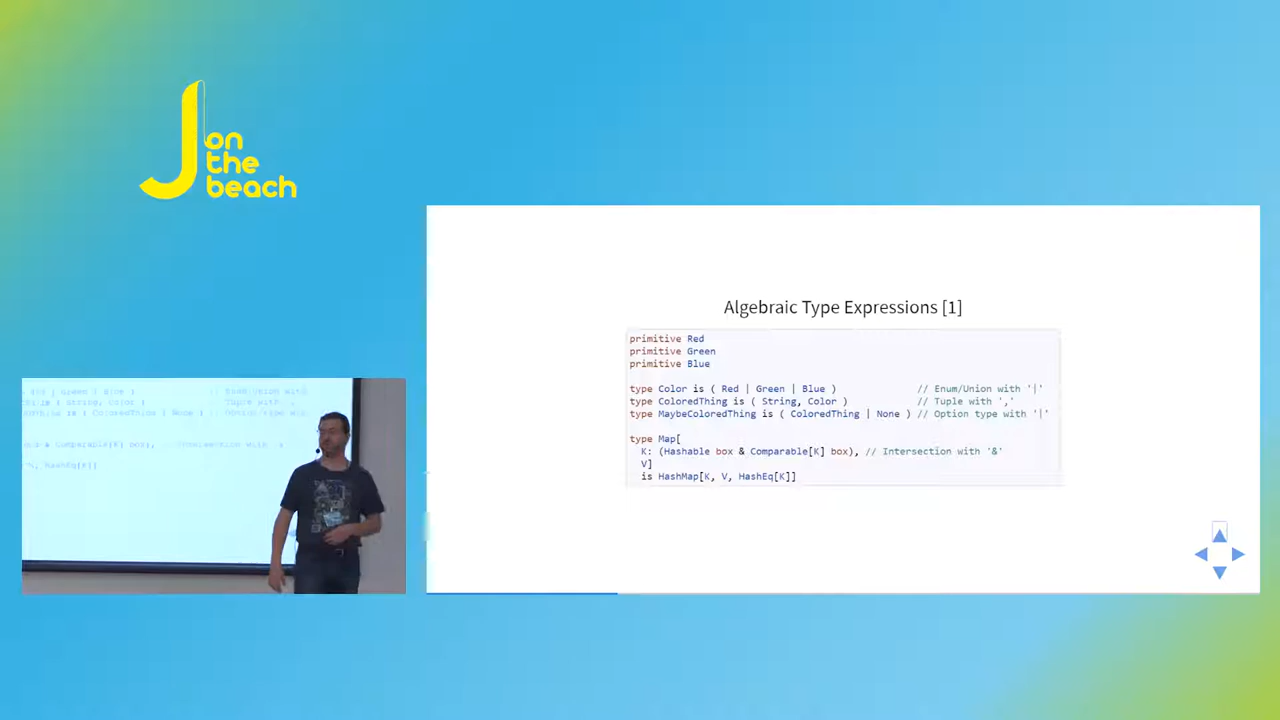 J
on
the
beach
Algebraic Type Expressions [1]
primitive Red
primitive Green
primitive Blue
type Color is ( Red | Green | Blue ) // Enum/Union with '|'
type ColoredThing is ( String, Color ) // Tuple with ','
type MaybeColoredThing is ( ColoredThing | None ) // Option type with '|'
type Map[
K: (Hashable box & Comparable[K] box), // Intersection with '&'
V]
is HashMap[K, V, HashEq[K]]